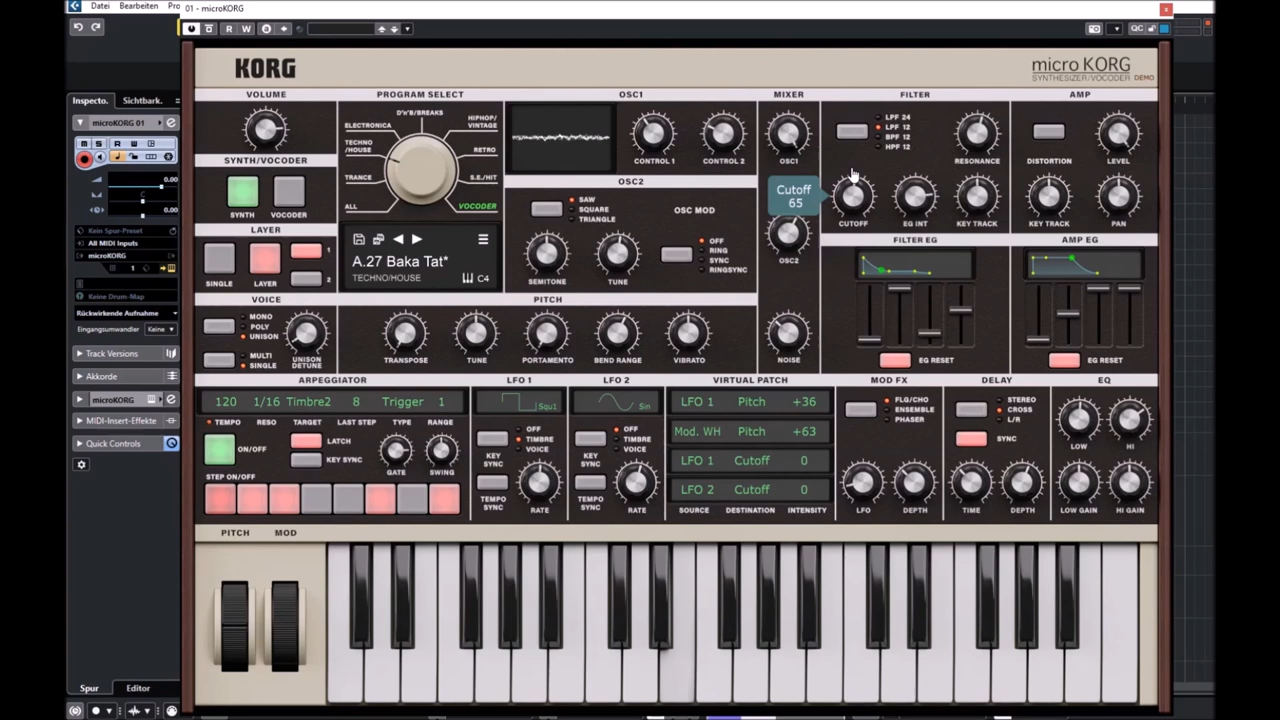 Datei Bearbeiten Pro
01 - microKORG
R W
QC
KORG
micro KORG
SYNTHESIZER/VOCODER DEMO
Inspecto. Sichtbark.
microKORG 01
M S R W
0.00
C
0.00
Kein Spur-Preset
All MIDI Inputs
microKORG
1
Keine Drum-Map
Rückwirkende Aufnahme
Eingangsumwandler Keine
Track Versions
Akkorde
microKORG
MIDI-Insert-Effekte
Quick Controls
Spur Editor
VOLUME
SYNTH/VOCODER
SYNTH VOCODER
LAYER
SINGLE LAYER
1
2
VOICE
MONO
POLY
UNISON
MULTI
SINGLE
UNISON
DETUNE
PROGRAM SELECT
D'n'B/BREAKS
ELECTRONICA
HIPHOP/
VINTAGE
TECHNO
/HOUSE
RETRO
TRANCE
S.E./HIT
ALL
VOCODER
A.27 Baka Tat*
TECHNO/HOUSE
C4
OSC1
CONTROL 1 CONTROL 2
OSC2
SAW
SQUARE
TRIANGLE
OSC MOD
OFF
RING
SYNC
RINGSYNC
SEMITONE TUNE
PITCH
TRANSPOSE TUNE PORTAMENTO BEND RANGE VIBRATO
MIXER
OSC1
Cutoff
65
OSC2
NOISE
FILTER
LPF 24
LPF 12
BPF 12
HPF 12
RESONANCE
CUTOFF EG INT KEY TRACK
FILTER EG
EG RESET
AMP
DISTORTION LEVEL
KEY TRACK PAN
AMP EG
EG RESET
ARPEGGIATOR
120 1/16 Timbre2 8 Trigger 1
TEMPO RESO TARGET LAST STEP TYPE RANGE
ON/OFF
LATCH
KEY SYNC
GATE SWING
STEP ON/OFF
LFO 1
Squ1
OFF
TIMBRE
VOICE
KEY
SYNC
TEMPO
SYNC
RATE
LFO 2
Sin
OFF
TIMBRE
VOICE
KEY
SYNC
TEMPO
SYNC
RATE
VIRTUAL PATCH
LFO 1 Pitch +36
Mod. WH Pitch +63
LFO 1 Cutoff 0
LFO 2 Cutoff 0
SOURCE DESTINATION INTENSITY
MOD FX
FLG/CHO
ENSEMBLE
PHASER
LFO DEPTH
DELAY
STEREO
CROSS
L/R
SYNC
TIME DEPTH
EQ
LOW HI
LOW GAIN HI GAIN
PITCH MOD